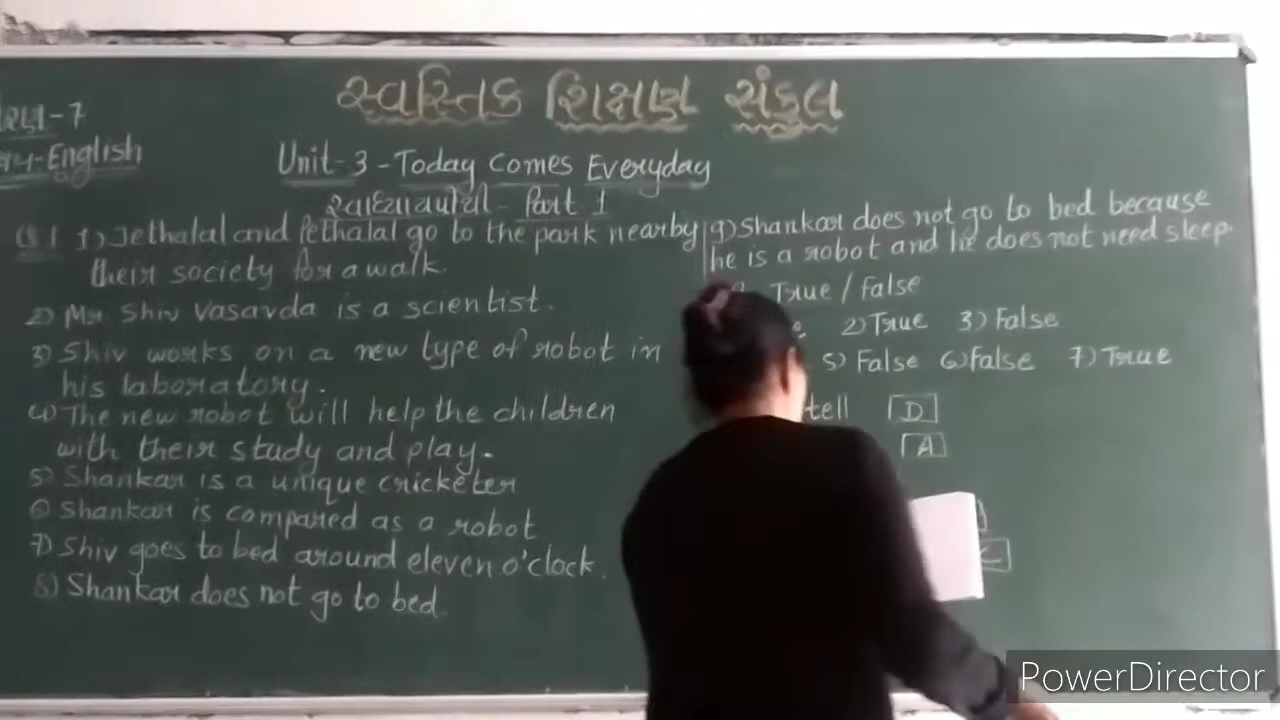 સ્વસ્તિક શિક્ષણ સંકુલ
ધોરણ-7
English
Unit-3-Today Comes Everyday
સ્વાધ્યાયપોથી - Part 1
Q.1 1) Jethalal and Pethalal go to the park nearby
their society for a walk.
2) Mr Shiv Vasavda is a scientist.
3) Shiv works on a new type of robot in
his laboratory.
4) The new robot will help the children
with their study and play.
5) Shankar is a unique cricketer
6) Shankar is compared as a robot
7) Shiv goes to bed around eleven o'clock.
8) Shankar does not go to bed.
9) Shankar does not go to bed because
he is a robot and he does not need sleep.
True / False
2) True 3) False
5) False 6) False 7) True
tell D
A
C
PowerDirector